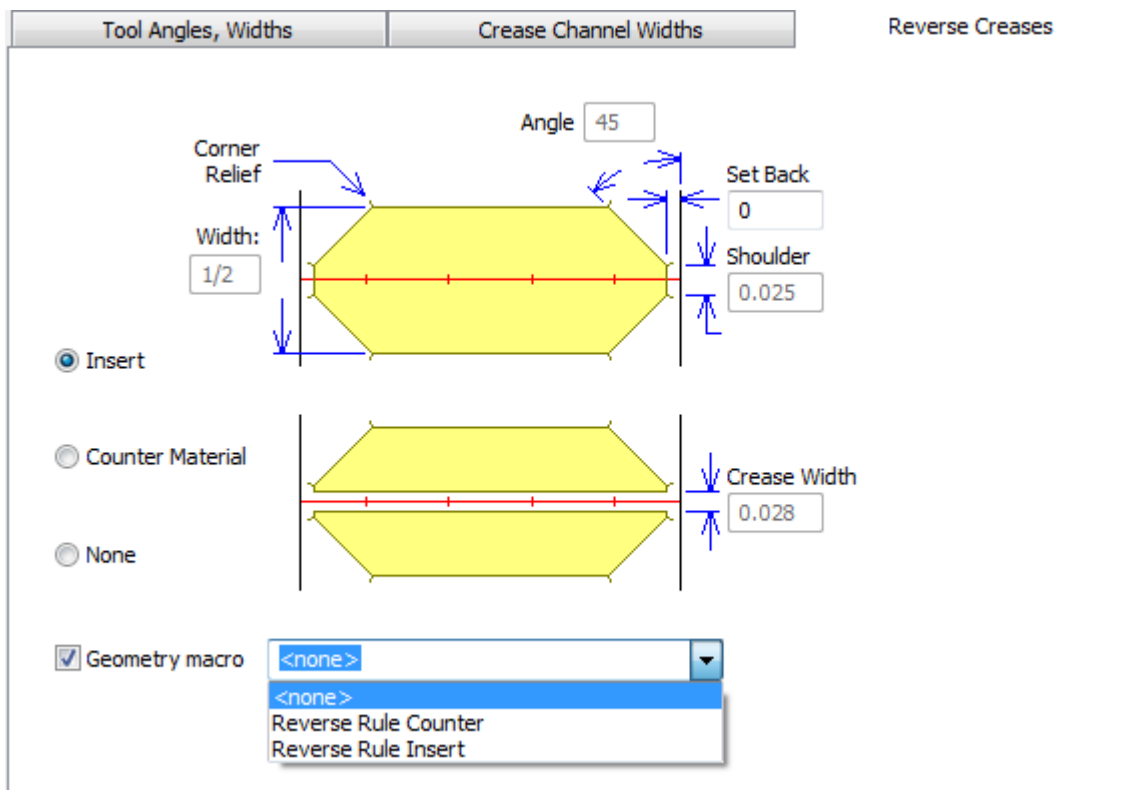 Tool Angles, Widths
Crease Channel Widths
Reverse Creases
Angle 45
Corner
Relief
Set Back
0
Width:
1/2
Shoulder
0.025
Insert
Counter Material
Crease Width
0.028
None
Geometry macro <none>
<none>
Reverse Rule Counter
Reverse Rule Insert